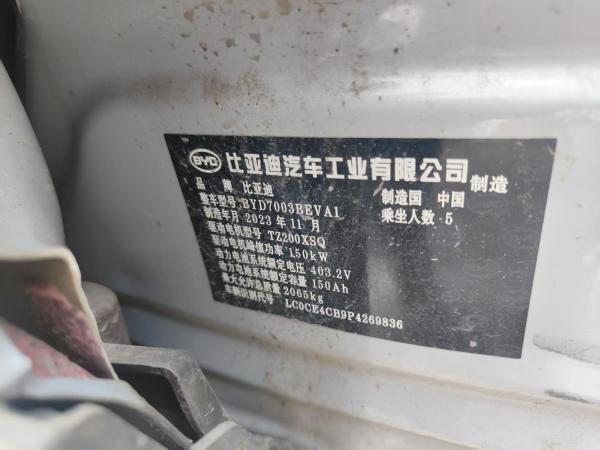 BYD 比亚迪汽车工业有限公司 制造
品 牌 比亚迪 制造国 中国
整车型号 BYD7003BEVA1 乘坐人数 5
制造年月 2023 年 11 月
驱动电机型号 TZ200XSQ
驱动电机峰值功率 150kW
动力电池系统额定电压 403.2V
动力电池系统额定容量 150Ah
最大允许总质量 2065kg
车辆识别代号 LC0CE4CB9P4269836